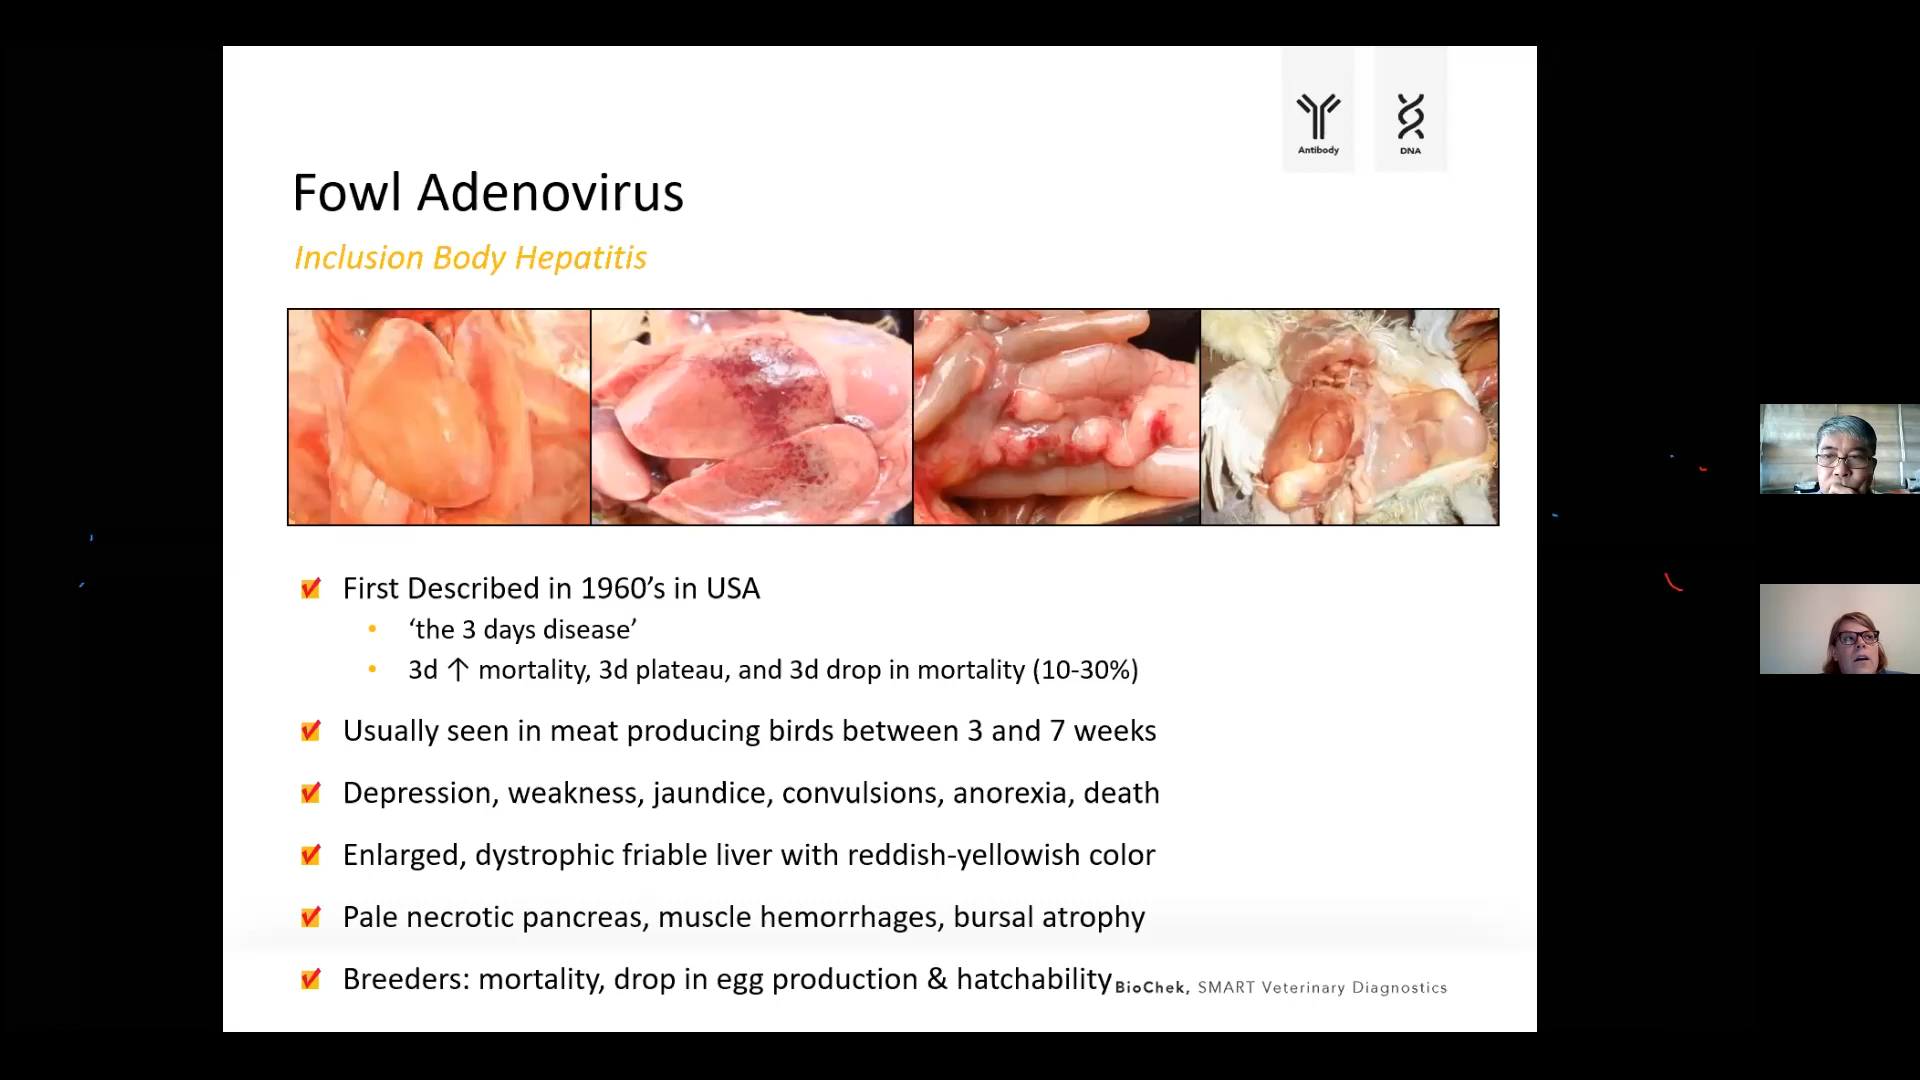 Antibody
DNA
Fowl Adenovirus
Inclusion Body Hepatitis
First Described in 1960’s in USA
‘the 3 days disease’
3d ↑ mortality, 3d plateau, and 3d drop in mortality (10-30%)
Usually seen in meat producing birds between 3 and 7 weeks
Depression, weakness, jaundice, convulsions, anorexia, death
Enlarged, dystrophic friable liver with reddish-yellowish color
Pale necrotic pancreas, muscle hemorrhages, bursal atrophy
Breeders: mortality, drop in egg production & hatchability
BioChek, SMART Veterinary Diagnostics